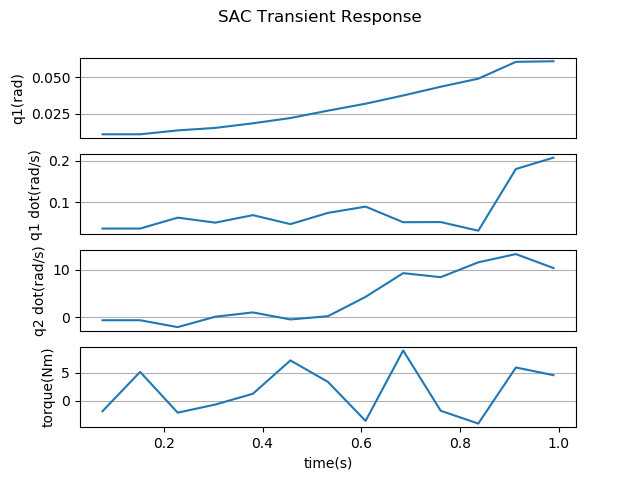 SAC Transient Response
q1(rad)
0.050
0.025
q1 dot(rad/s)
0.2
0.1
q2 dot(rad/s)
10
0
torque(Nm)
5
0
0.2 0.4 0.6 0.8 1.0
time(s)